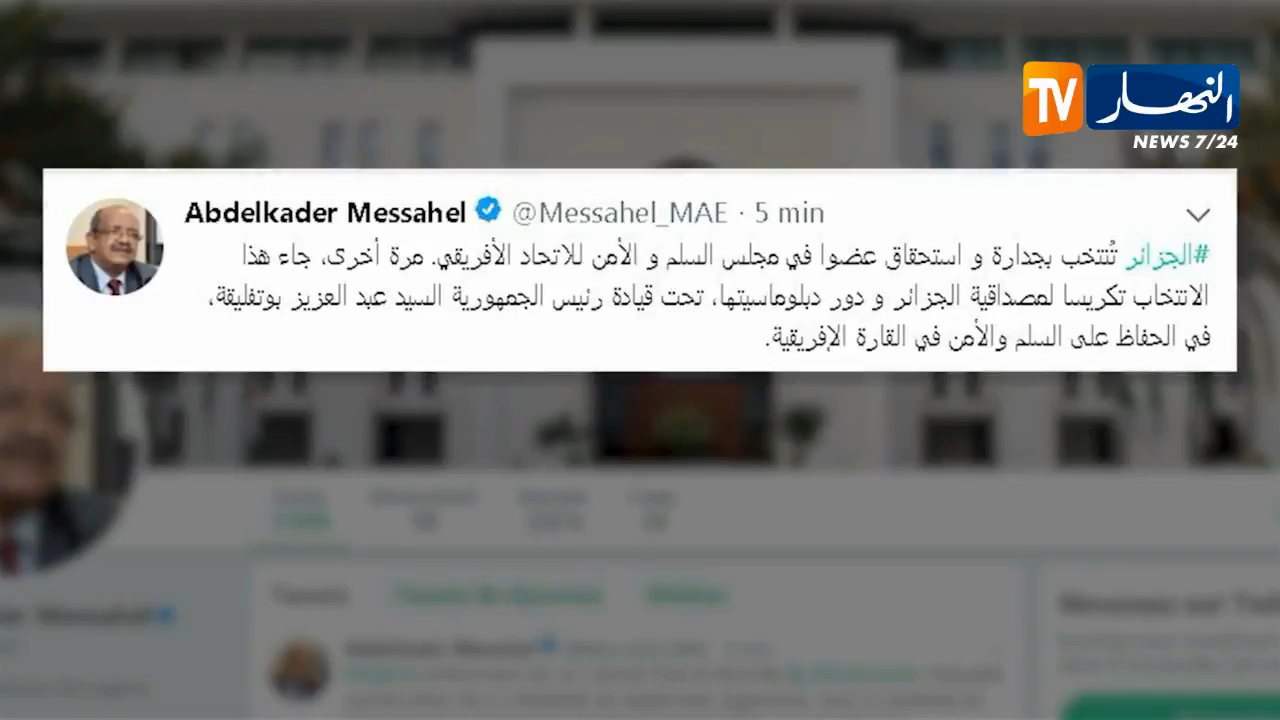 TV النهار
NEWS 7/24
Abdelkader Messahel @Messahel_MAE · 5 min
#الجزائر تُنتخب بجدارة و استحقاق عضوا في مجلس السلم و الأمن للاتحاد الأفريقي. مرة أخرى، جاء هذا
الانتخاب تكريسا لمصداقية الجزائر و دور دبلوماسيتها، تحت قيادة رئيس الجمهورية السيد عبد العزيز بوتفليقة،
في الحفاظ على السلم والأمن في القارة الإفريقية.